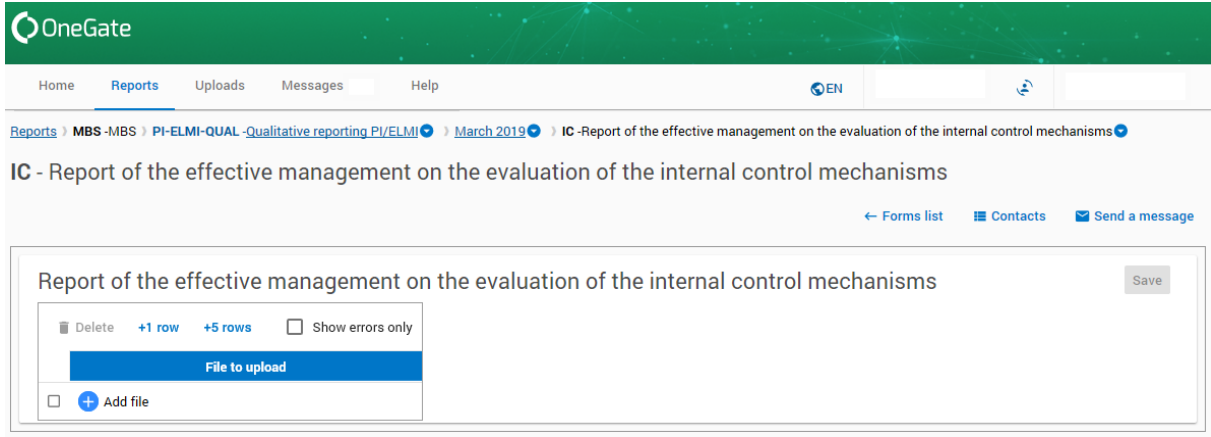 OneGate
Home Reports Uploads Messages Help EN
Reports MBS -MBS PI-ELMI-QUAL -Qualitative reporting PI/ELMI March 2019 IC -Report of the effective management on the evaluation of the internal control mechanisms
IC - Report of the effective management on the evaluation of the internal control mechanisms
← Forms list Contacts Send a message
Report of the effective management on the evaluation of the internal control mechanisms Save
Delete +1 row +5 rows Show errors only
File to upload
Add file